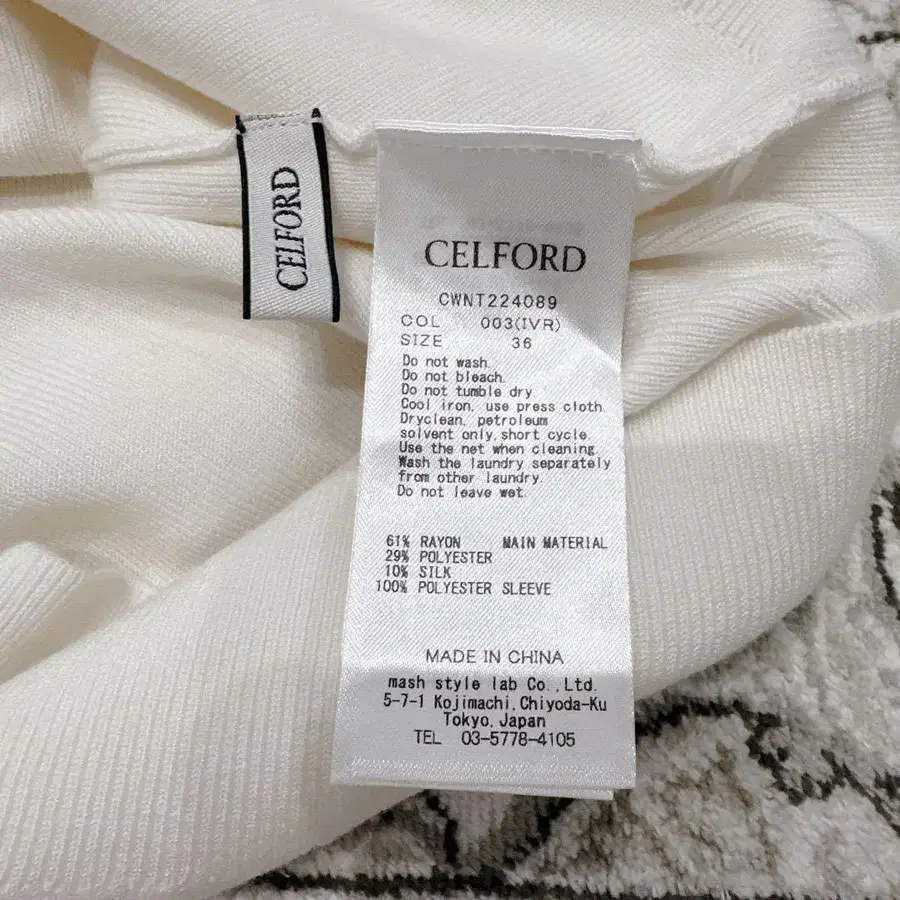 CELFORD
CELFORD
CWNT224089
COL 003(IVR)
SIZE 36
Do not wash.
Do not bleach.
Do not tumble dry
Cool iron, use press cloth.
Dryclean, petroleum
solvent only,short cycle.
Use the net when cleaning.
Wash the laundry separately
from other laundry.
Do not leave wet.
61% RAYON MAIN MATERIAL
29% POLYESTER
10% SILK
100% POLYESTER SLEEVE
MADE IN CHINA
mash style lab Co.,Ltd.
5-7-1 Kojimachi,Chiyoda-Ku
Tokyo,Japan
TEL 03-5778-4105